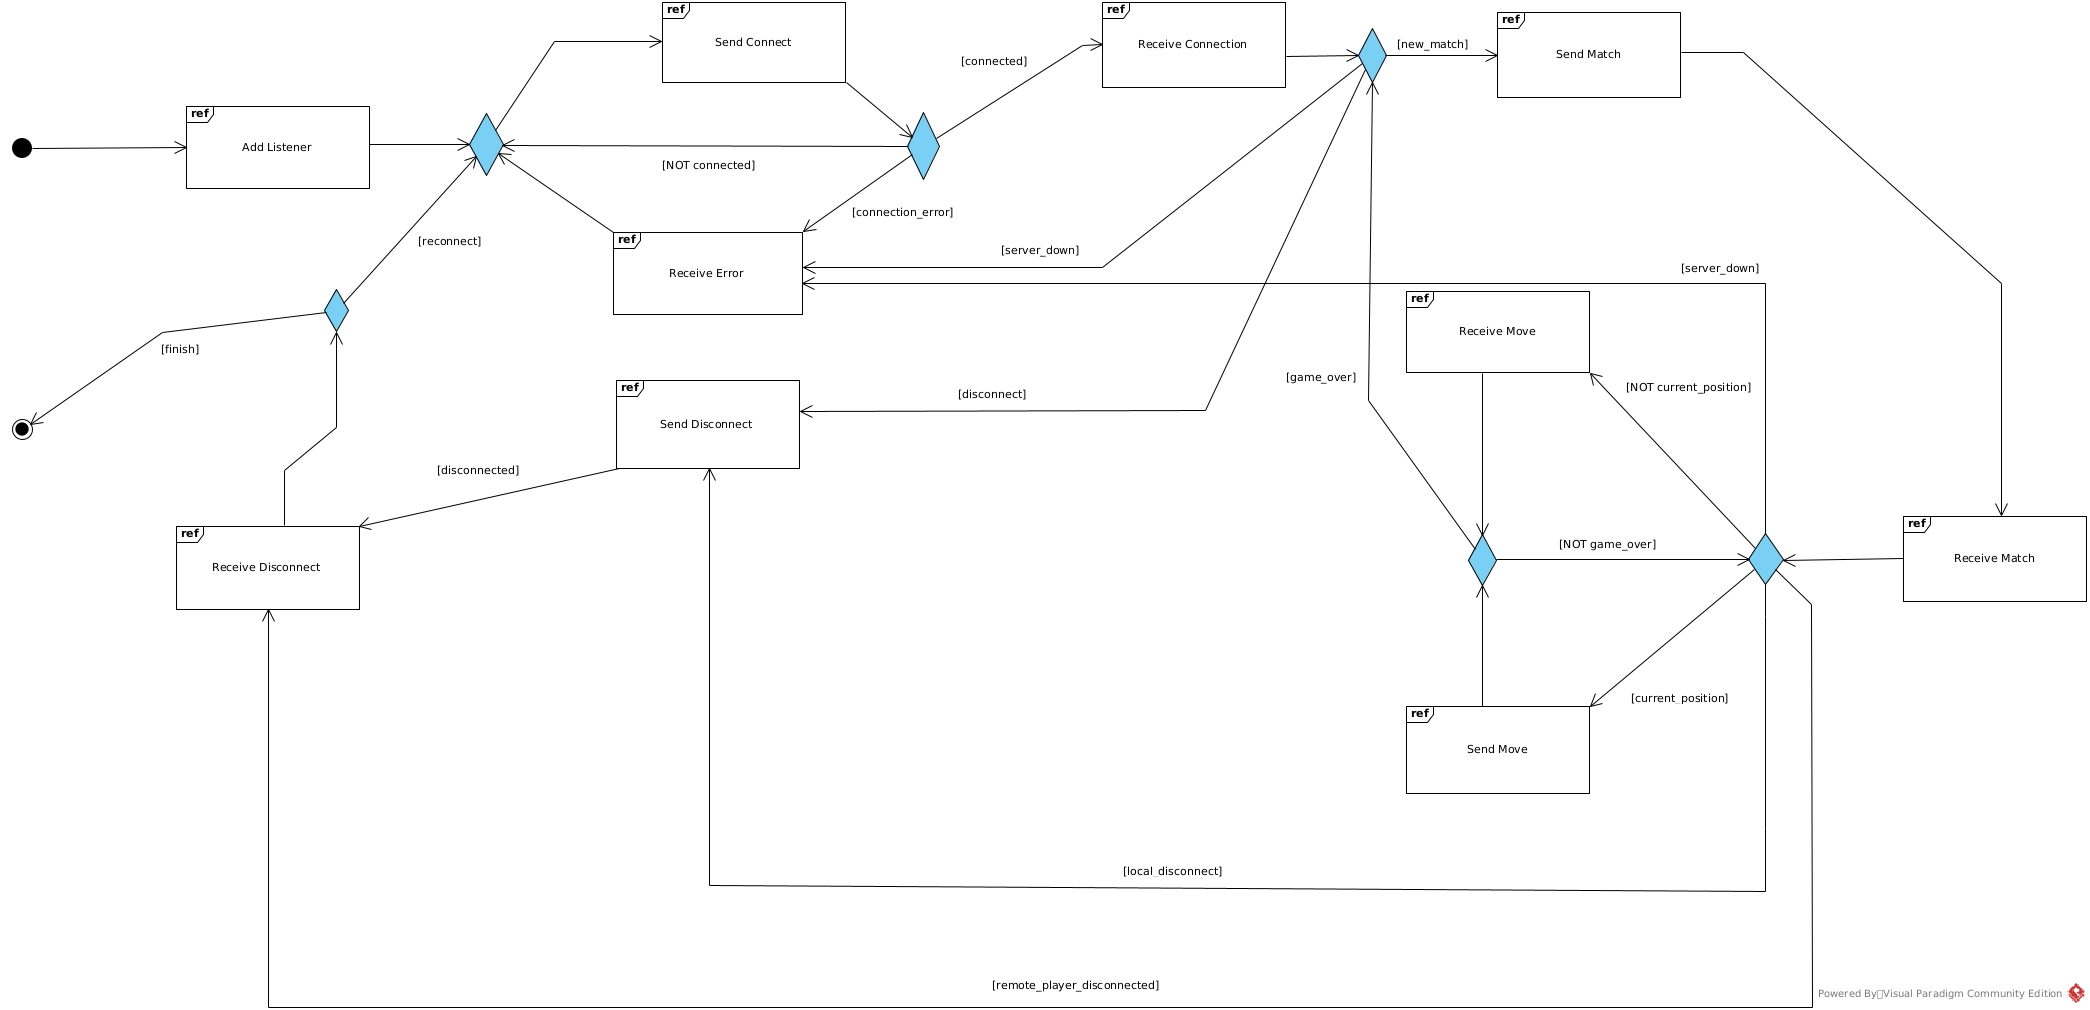 ref
Send Connect
ref
Receive Connection
ref
Send Match
[new_match]
[connected]
ref
Add Listener
[NOT connected]
[connection_error]
ref
Receive Error
[reconnect]
[server_down]
[server_down]
ref
Receive Move
[finish]
[game_over]
[NOT current_position]
ref
Send Disconnect
[disconnect]
[disconnected]
ref
Receive Disconnect
[NOT game_over]
ref
Receive Match
[current_position]
ref
Send Move
[local_disconnect]
[remote_player_disconnected]
Powered By Visual Paradigm Community Edition